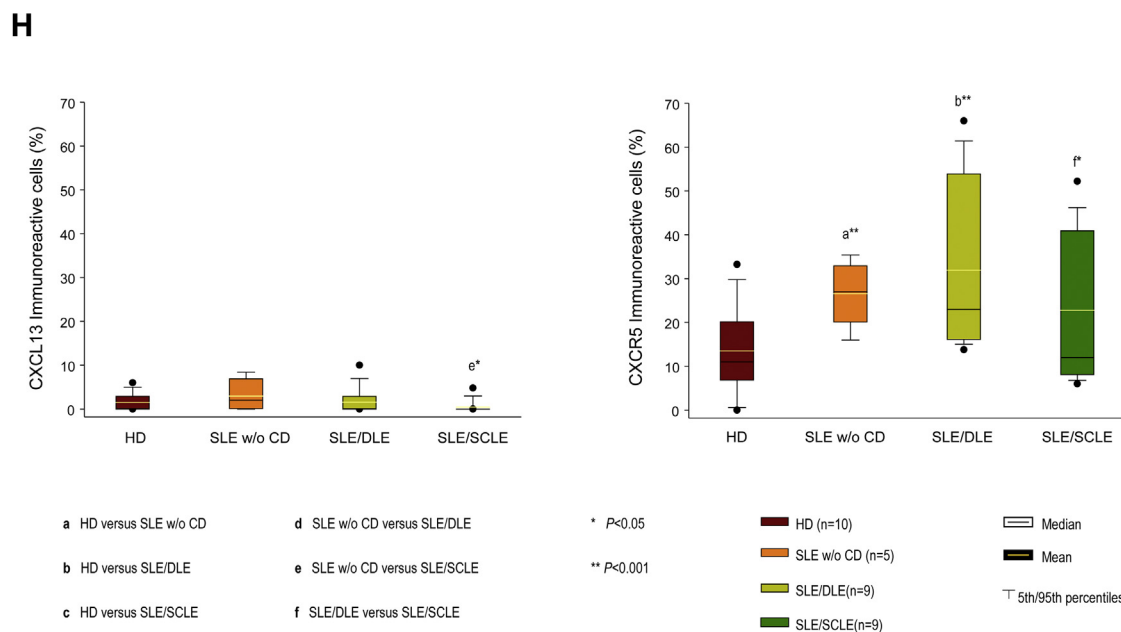 H
CXCL13 Immunoreactive cells (%)
70
60
50
40
30
20
10
0
e*
HD SLE w/o CD SLE/DLE SLE/SCLE
CXCR5 Immunoreactive cells (%)
70
60
50
40
30
20
10
0
a**
b**
f*
HD SLE w/o CD SLE/DLE SLE/SCLE
a HD versus SLE w/o CD
b HD versus SLE/DLE
c HD versus SLE/SCLE
d SLE w/o CD versus SLE/DLE
e SLE w/o CD versus SLE/SCLE
f SLE/DLE versus SLE/SCLE
* P<0.05
** P<0.001
HD (n=10)
SLE w/o CD (n=5)
SLE/DLE(n=9)
SLE/SCLE(n=9)
Median
Mean
5th/95th percentiles